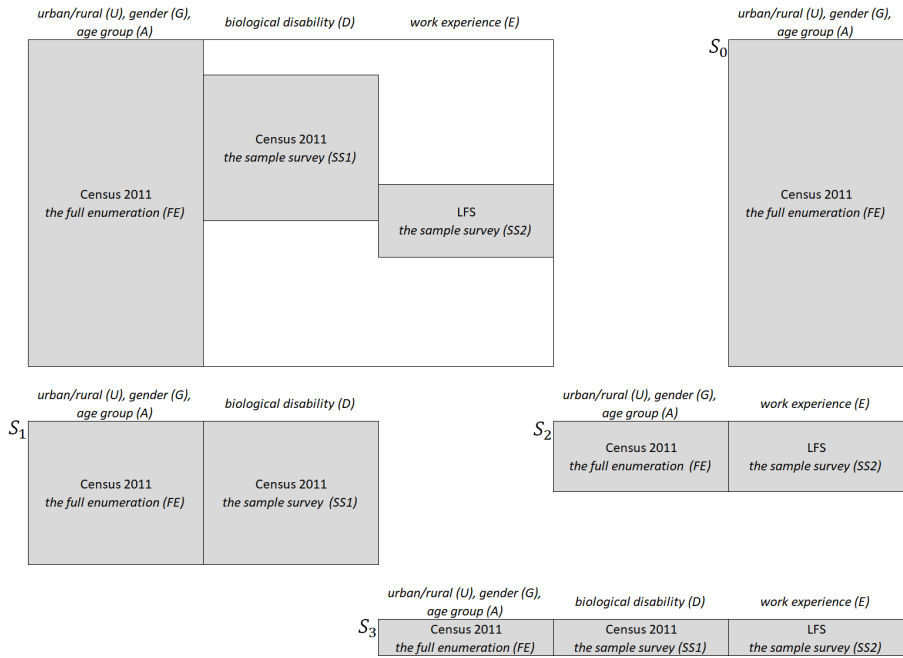 urban/rural (U), gender (G),
age group (A)
biological disability (D)
work experience (E)
Census 2011
the full enumeration (FE)
Census 2011
the sample survey (SS1)
LFS
the sample survey (SS2)
urban/rural (U), gender (G),
age group (A)
S0
Census 2011
the full enumeration (FE)
urban/rural (U), gender (G),
age group (A)
biological disability (D)
S1
Census 2011
the full enumeration (FE)
Census 2011
the sample survey (SS1)
urban/rural (U), gender (G),
age group (A)
work experience (E)
S2
Census 2011
the full enumeration (FE)
LFS
the sample survey (SS2)
urban/rural (U), gender (G),
age group (A)
biological disability (D)
work experience (E)
S3
Census 2011
the full enumeration (FE)
Census 2011
the sample survey (SS1)
LFS
the sample survey (SS2)